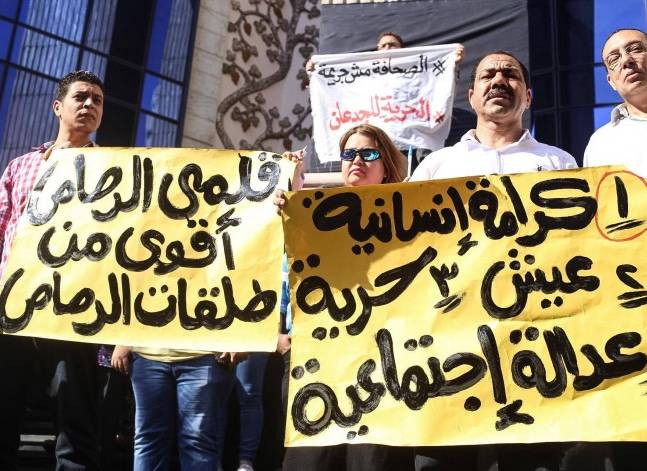 # الصحافة مش جريمة
# الحرية للجدعان
قلمي الرصاص
أقوى من
طلقات الرصاص
١ كرامة إنسانية
٢ عيش ٣ حرية
عدالة إجتماعية